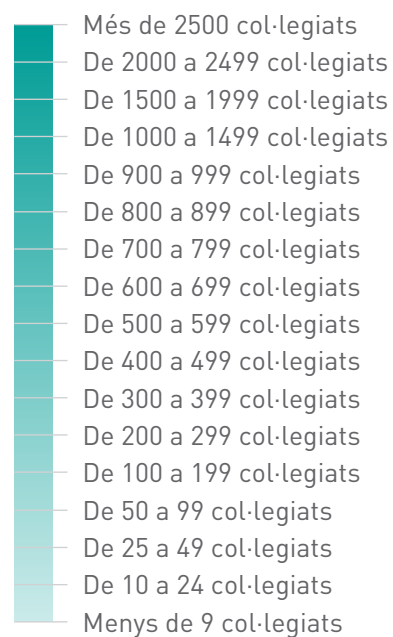 Més de 2500 col·legiats
De 2000 a 2499 col·legiats
De 1500 a 1999 col·legiats
De 1000 a 1499 col·legiats
De 900 a 999 col·legiats
De 800 a 899 col·legiats
De 700 a 799 col·legiats
De 600 a 699 col·legiats
De 500 a 599 col·legiats
De 400 a 499 col·legiats
De 300 a 399 col·legiats
De 200 a 299 col·legiats
De 100 a 199 col·legiats
De 50 a 99 col·legiats
De 25 a 49 col·legiats
De 10 a 24 col·legiats
Menys de 9 col·legiats